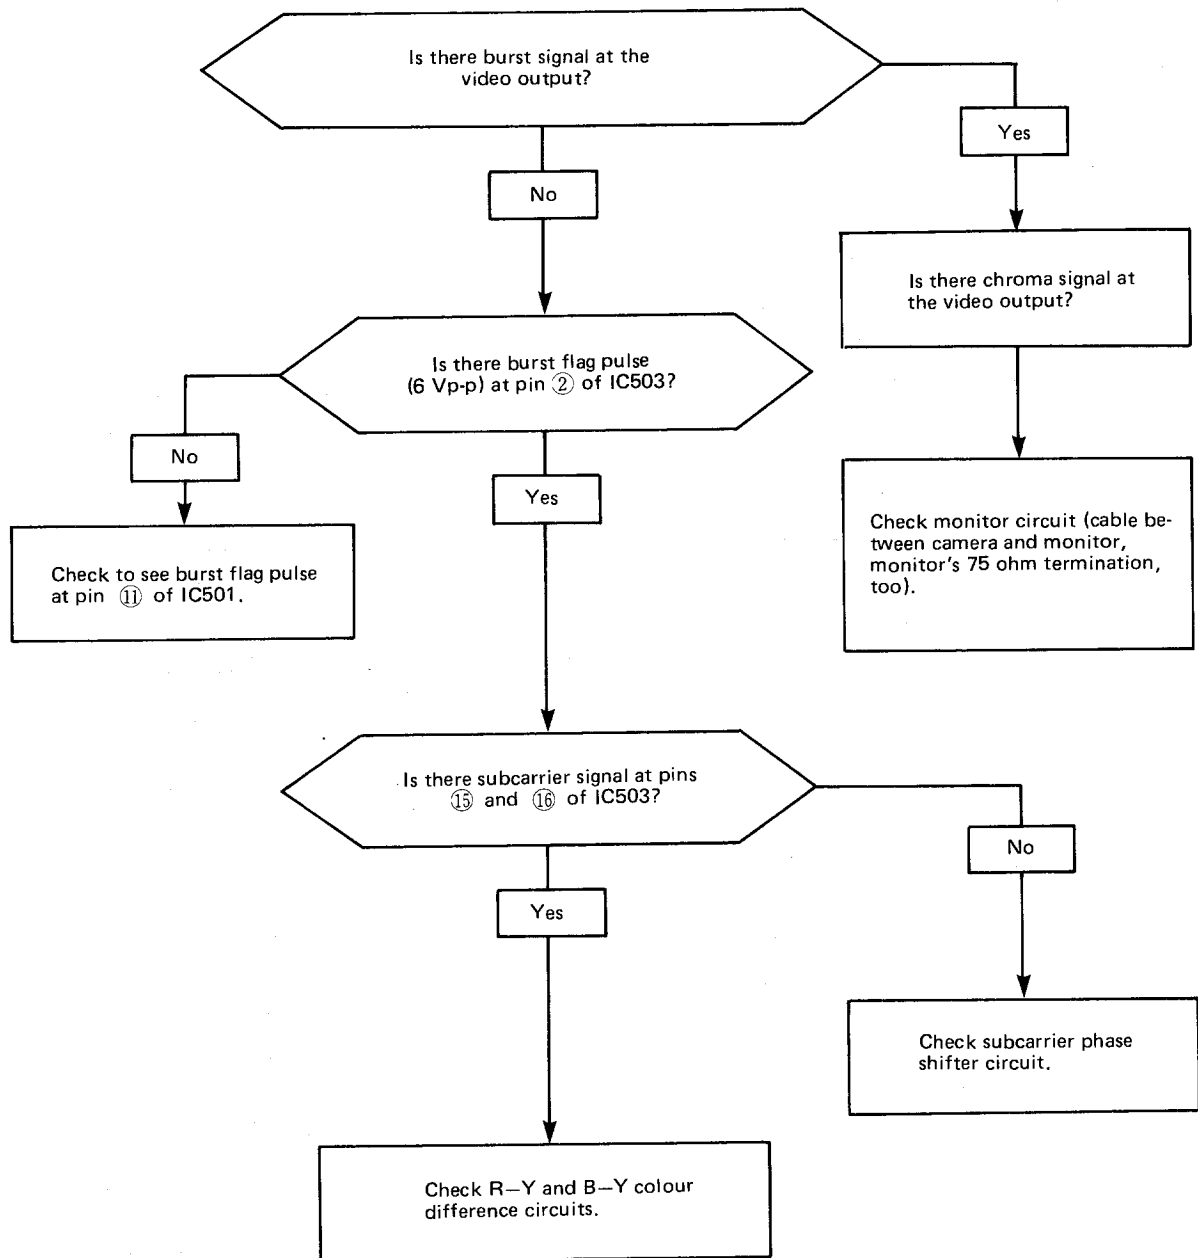 Is there burst signal at the
video output?
Yes
No
Is there chroma signal at
the video output?
Is there burst flag pulse
(6 Vp-p) at pin ② of IC503?
No
Yes
Check monitor circuit (cable be-
tween camera and monitor,
monitor's 75 ohm termination,
too).
Check to see burst flag pulse
at pin ⑪ of IC501.
Is there subcarrier signal at pins
⑮ and ⑯ of IC503?
No
Yes
Check subcarrier phase
shifter circuit.
Check R—Y and B—Y colour
difference circuits.